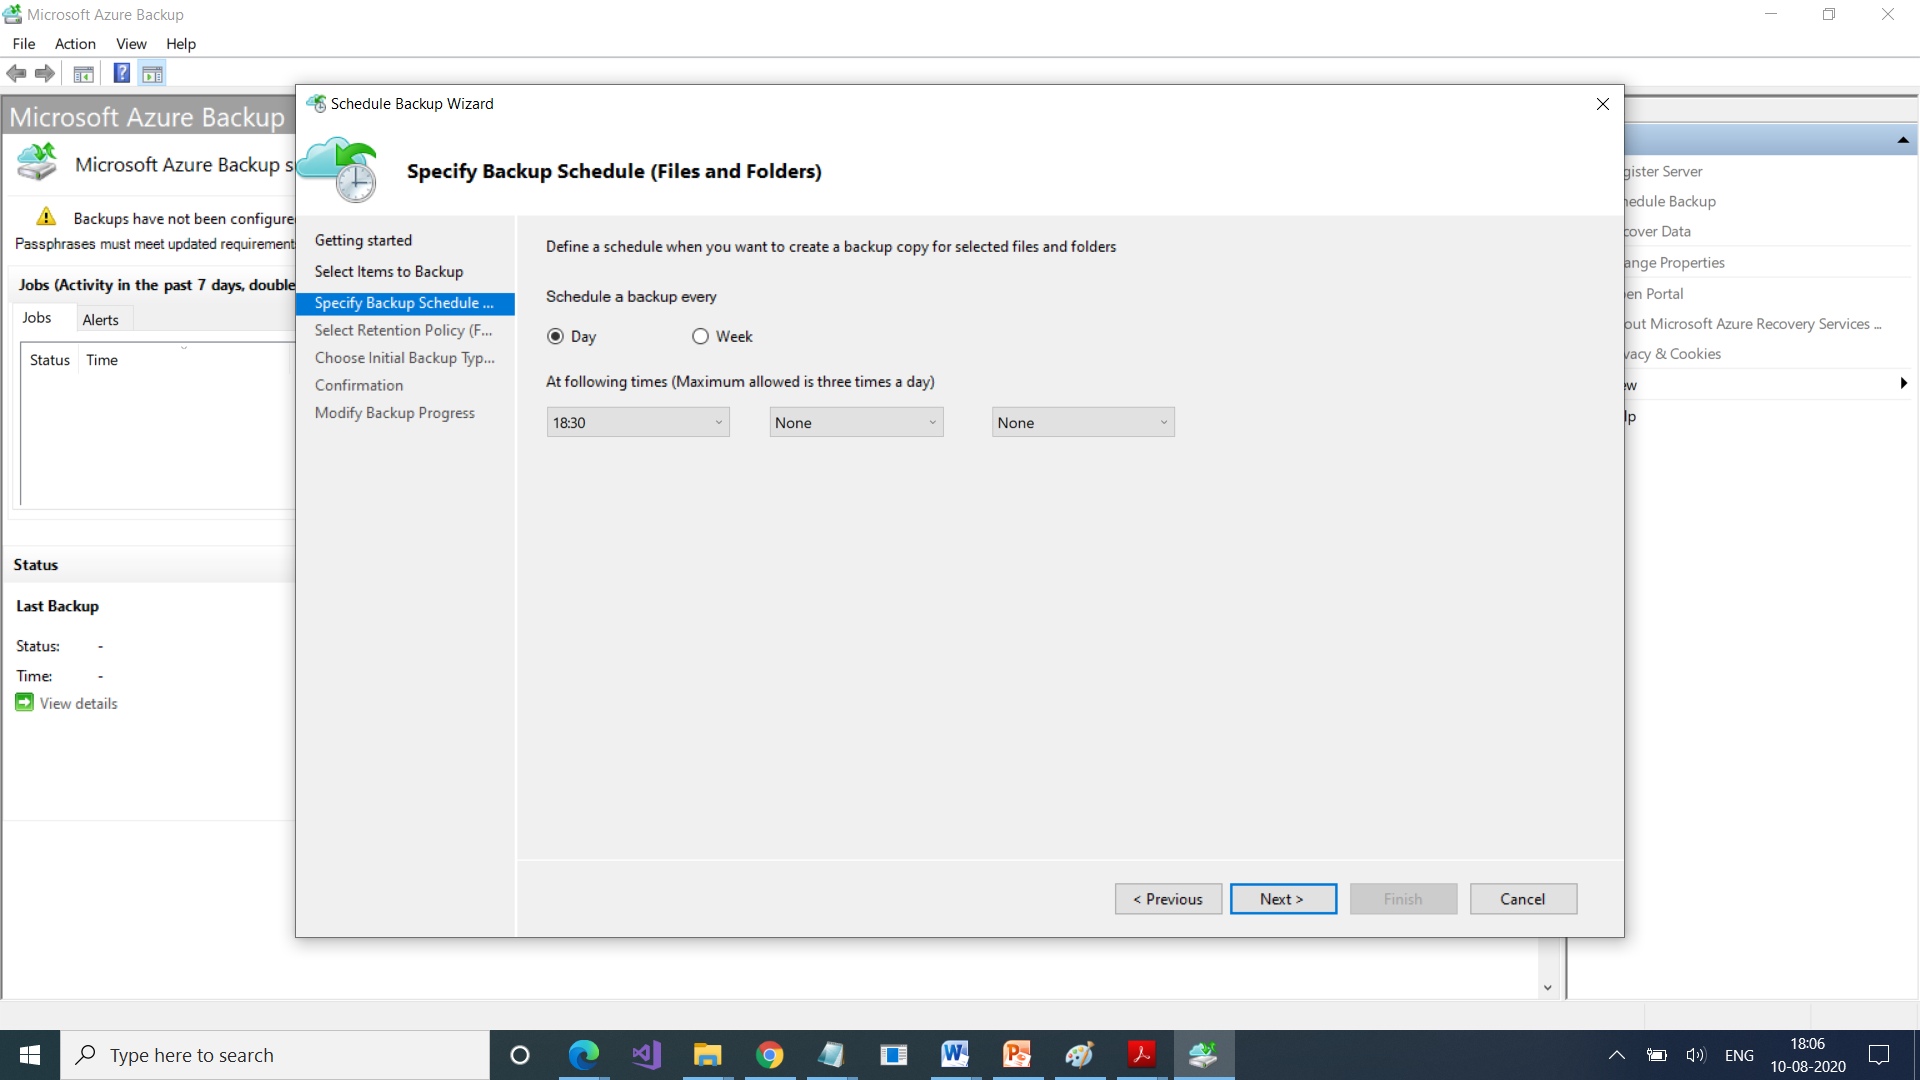 Microsoft Azure Backup
File Action View Help
Microsoft Azure Backup
Microsoft Azure Backup s
Backups have not been configure
Passphrases must meet updated requirements
Jobs (Activity in the past 7 days, double
Jobs Alerts
Status Time
Status
Last Backup
Status: -
Time: -
View details
Schedule Backup Wizard
Specify Backup Schedule (Files and Folders)
Getting started
Select Items to Backup
Specify Backup Schedule ...
Select Retention Policy (F...
Choose Initial Backup Typ...
Confirmation
Modify Backup Progress
Define a schedule when you want to create a backup copy for selected files and folders
Schedule a backup every
Day Week
At following times (Maximum allowed is three times a day)
18:30 None None
< Previous Next > Finish Cancel
gister Server
hedule Backup
cover Data
ange Properties
en Portal
out Microsoft Azure Recovery Services ...
vacy & Cookies
ew
lp
Type here to search
ENG
18:06
10-08-2020